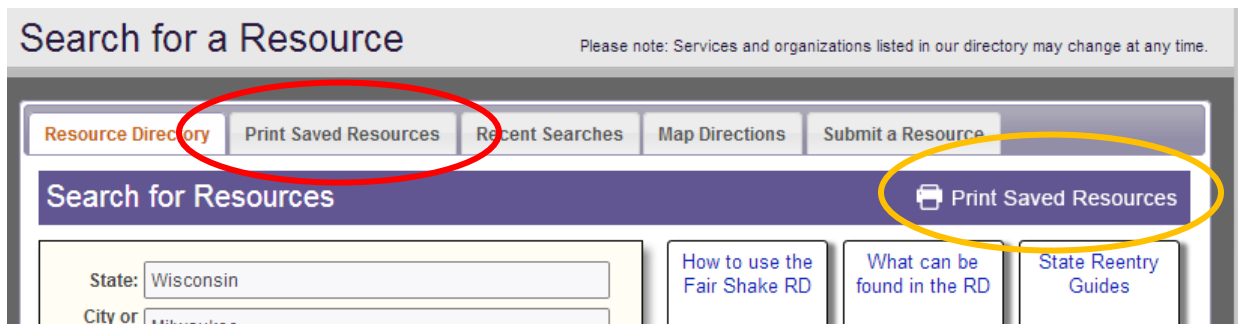 Search for a Resource
Please note: Services and organizations listed in our directory may change at any time.
Resource Directory
Print Saved Resources
Recent Searches
Map Directions
Submit a Resource
Search for Resources
Print Saved Resources
State: Wisconsin
City or
How to use the
Fair Shake RD
What can be
found in the RD
State Reentry
Guides